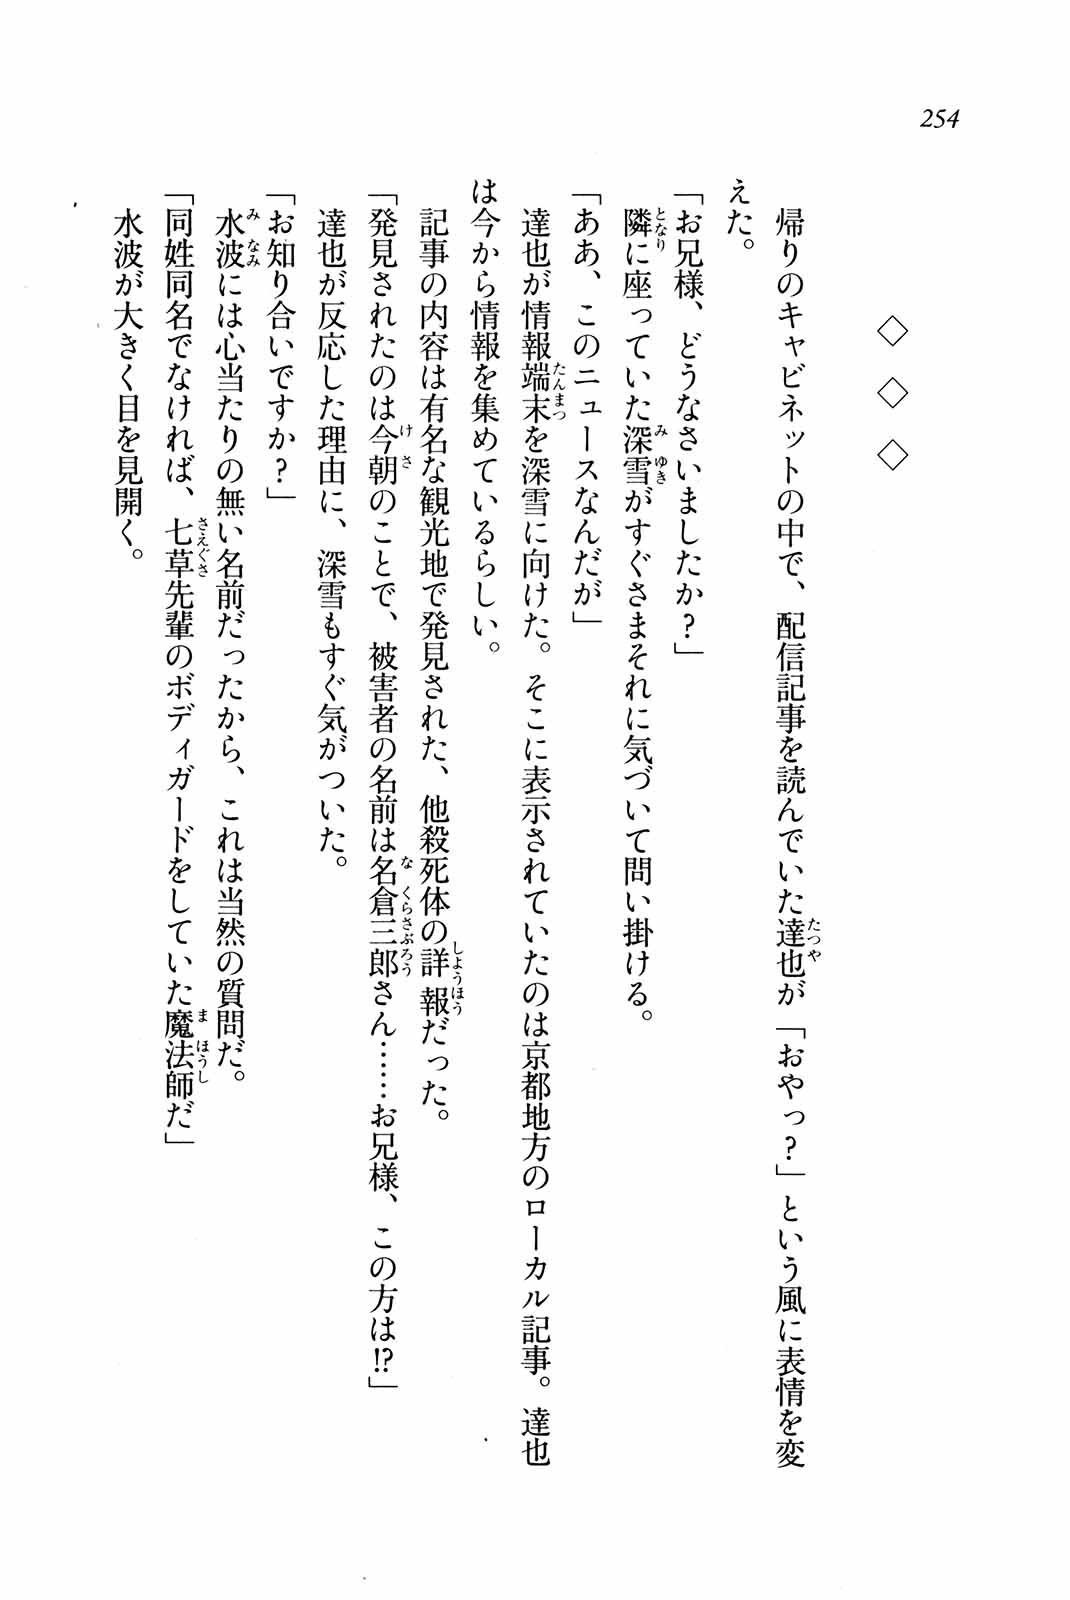 254
◇ ◇ ◇
帰りのキャビネットの中で、配信記事を読んでいた達也が「おやっ？」という風に表情を変
えた。
「お兄様、どうなさいましたか？」
隣に座っていた深雪がすぐさまそれに気づいて問い掛ける。
「ああ、このニュースなんだが」
達也が情報端末を深雪に向けた。そこに表示されていたのは京都地方のローカル記事。達也
は今から情報を集めているらしい。
記事の内容は有名な観光地で発見された、他殺死体の詳報だった。
「発見されたのは今朝のことで、被害者の名前は名倉三郎さん……お兄様、この方は!?」
達也が反応した理由に、深雪もすぐ気がついた。
「お知り合いですか？」
水波には心当たりの無い名前だったから、これは当然の質問だ。
「同姓同名でなければ、七草先輩のボディガードをしていた魔法師だ」
水波が大きく目を見開く。